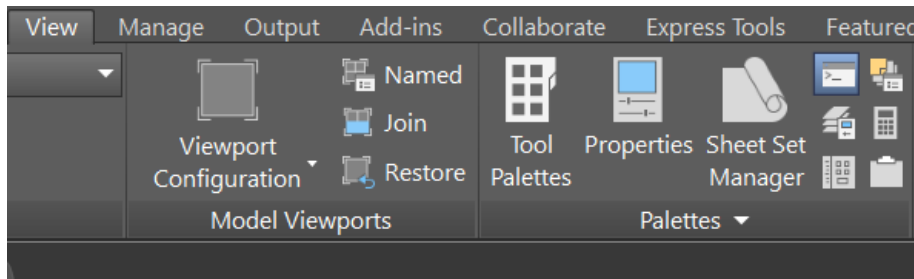 View Manage Output Add-ins Collaborate Express Tools Featured
Named
Join
Restore
Viewport
Configuration
Model Viewports
Tool
Palettes
Properties
Sheet Set
Manager
Palettes